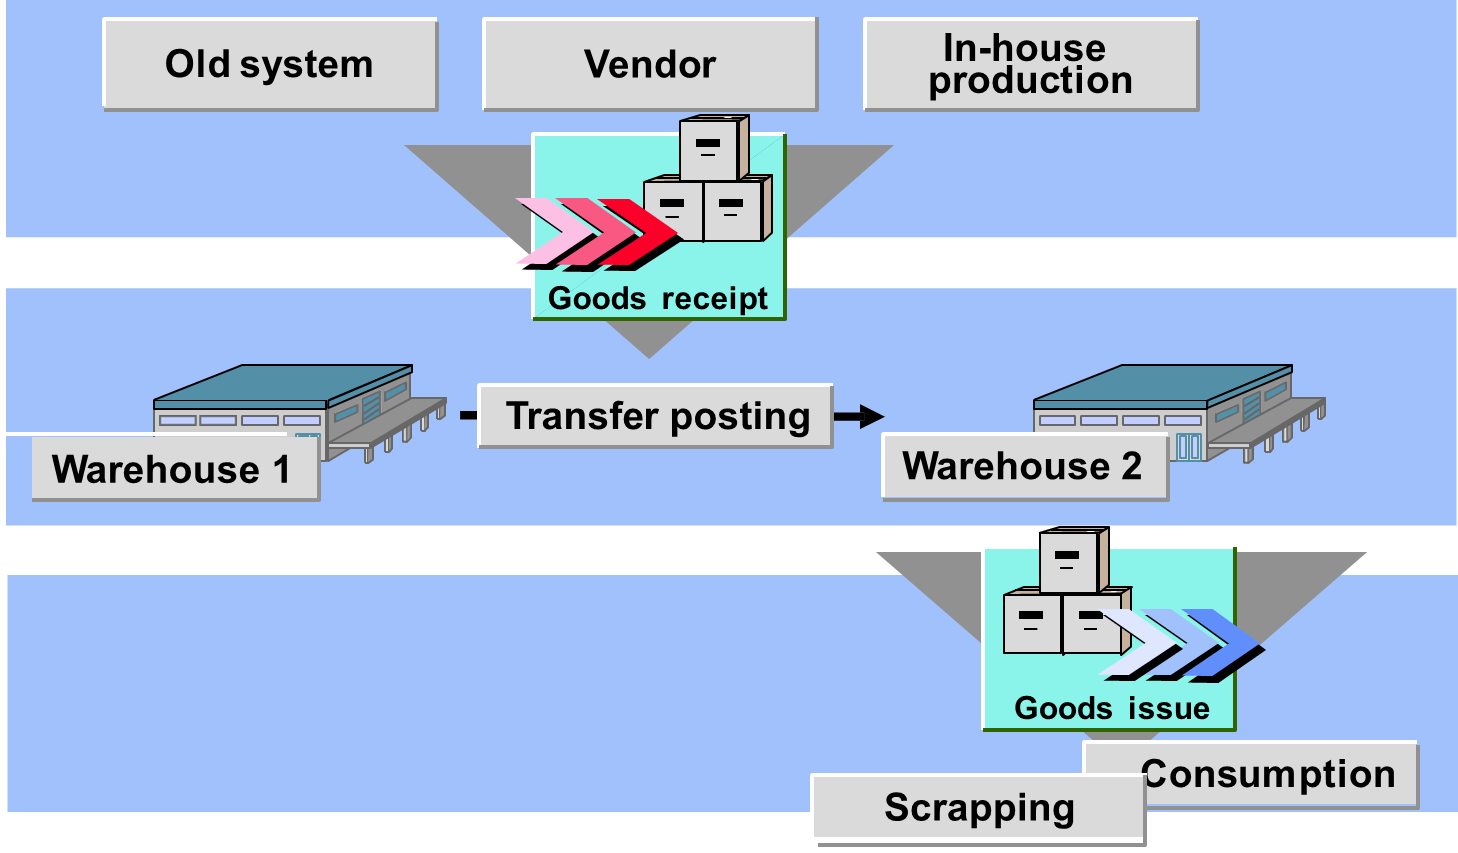 Old system
Vendor
In-house
production
Goods receipt
Transfer posting
Warehouse 1
Warehouse 2
Goods issue
Consumption
Scrapping